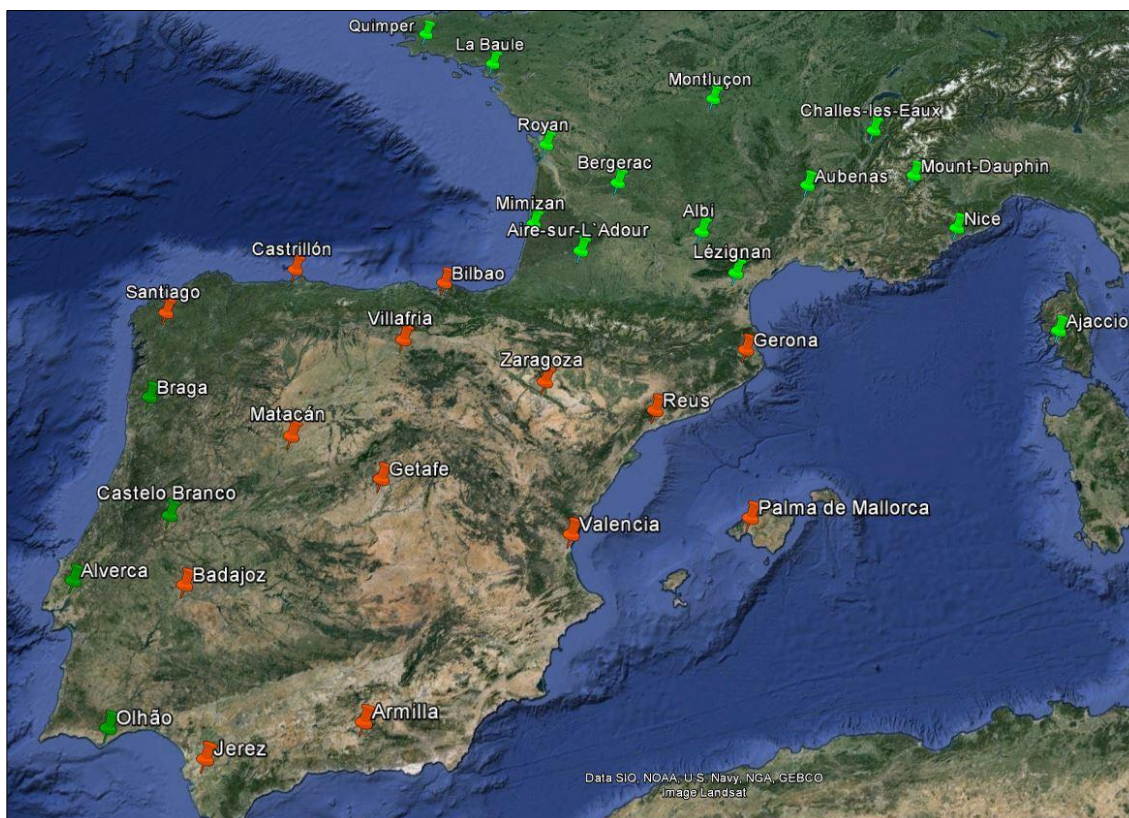 Quimper
La Baule
Montluçon
Challes-les-Eaux
Royan
Bergerac
Mount-Dauphin
Aubenas
Mimizan
Albi
Nice
Aire-sur-L`Adour
Castrillón
Lézignan
Bilbao
Santiago
Villafria
Ajaccio
Gerona
Zaragoza
Braga
Reus
Matacán
Getafe
Castelo Branco
Palma de Mallorca
Valencia
Alverca
Badajoz
Armilla
Olhão
Jerez
Data SIO, NOAA, U.S. Navy, NGA, GEBCO
Image Landsat